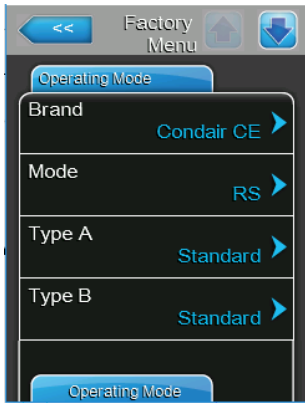 <<
Factory
Menu
Operating Mode
Brand
Condair CE
Mode
RS
Type A
Standard
Type B
Standard
Operating Mode